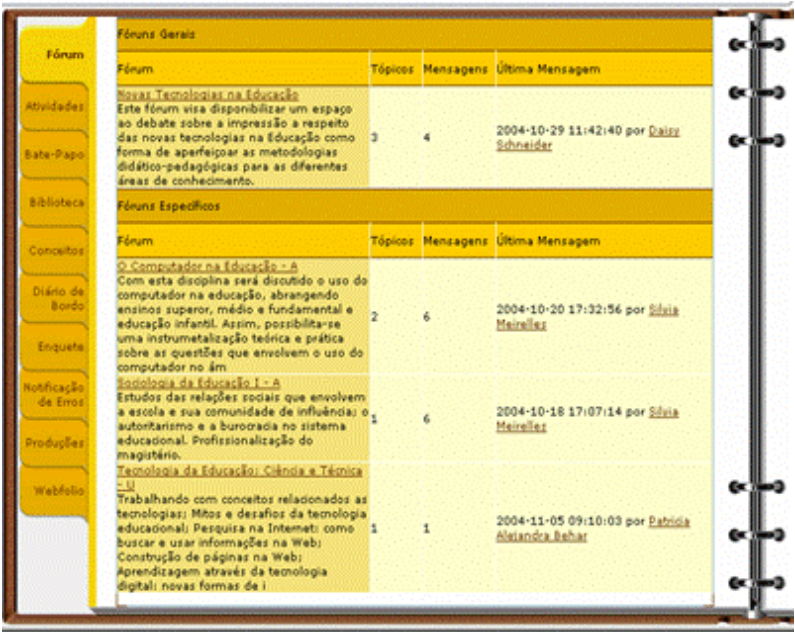 Fórum
Atividades
Bate-Papo
Biblioteca
Conceitos
Diário de
Bordo
Enquete
Notificação
de Erros
Produções
Webfolio
Fóruns Gerais
Fórum Tópicos Mensagens Última Mensagem
Novas Tecnologias na Educação
Este fórum visa disponibilizar um espaço
ao debate sobre a impressão a respeito
das novas tecnologias na Educação como
forma de aperfeiçoar as metodologias
didático-pedagógicas para as diferentes
áreas de conhecimento.
3 4 2004-10-29 11:42:40 por Daisy
Schneider
Fóruns Específicos
Fórum Tópicos Mensagens Última Mensagem
O Computador na Educação - A
Com esta disciplina será discutido o uso do
computador na educação, abrangendo
ensinos superor, médio e fundamental e
educação infantil. Assim, possibilita-se
uma instrumetalização teórica e prática
sobre as questões que envolvem o uso do
computador no ám
2 6 2004-10-20 17:32:56 por Silvia
Meirelles
Sociologia da Educação I - A
Estudos das relações sociais que envolvem
a escola e sua comunidade de influência; o
autoritarismo e a burocracia no sistema
educacional. Profissionalização do
magistério.
1 6 2004-10-18 17:07:14 por Silvia
Meirelles
Tecnologia da Educação: Ciência e Técnica
- U
Trabalhando com conceitos relacionados as
tecnologias; Mitos e desafios da tecnologia
educacional; Pesquisa na Internet: como
buscar e usar informações na Web;
Construção de páginas na Web;
Aprendizagem através da tecnologia
digital: novas formas de i
1 1 2004-11-05 09:10:03 por Patricia
Alejandra Behar